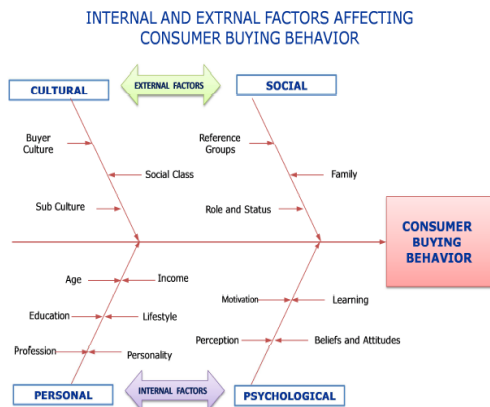 INTERNAL AND EXTRNAL FACTORS AFFECTING
CONSUMER BUYING BEHAVIOR
CULTURAL
EXTERNAL FACTORS
SOCIAL
Buyer
Culture
Social Class
Sub Culture
Reference
Groups
Family
Role and Status
CONSUMER
BUYING
BEHAVIOR
Age
Income
Education
Lifestyle
Profession
Personality
Motivation
Learning
Perception
Beliefs and Attitudes
PERSONAL
INTERNAL FACTORS
PSYCHOLOGICAL